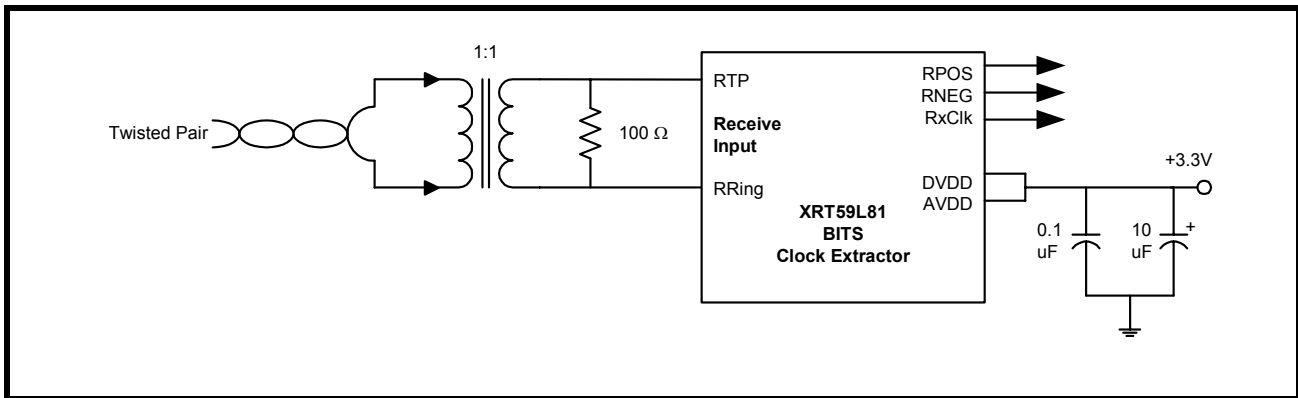 1:1
Twisted Pair
100 Ω
RTP
Receive
Input
RRing
XRT59L81
BITS
Clock Extractor
RPOS
RNEG
RxClk
DVDD
AVDD
+3.3V
0.1
uF
10
uF
+